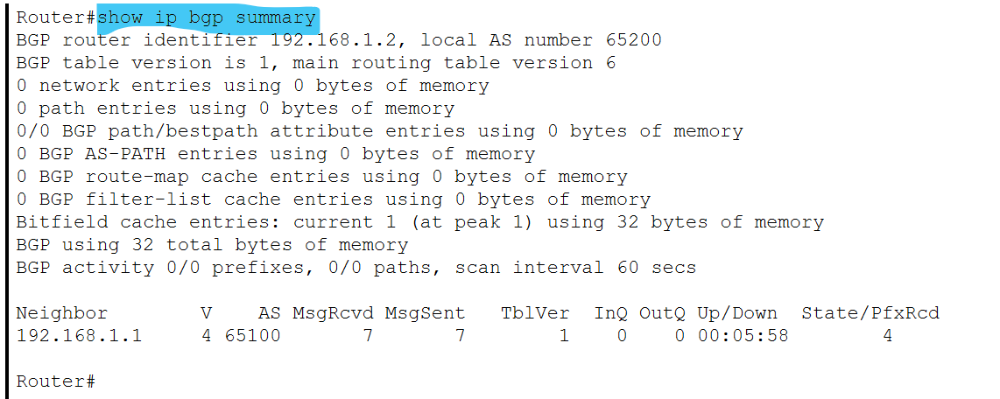 Router#show ip bgp summary
BGP router identifier 192.168.1.2, local AS number 65200
BGP table version is 1, main routing table version 6
0 network entries using 0 bytes of memory
0 path entries using 0 bytes of memory
0/0 BGP path/bestpath attribute entries using 0 bytes of memory
0 BGP AS-PATH entries using 0 bytes of memory
0 BGP route-map cache entries using 0 bytes of memory
0 BGP filter-list cache entries using 0 bytes of memory
Bitfield cache entries: current 1 (at peak 1) using 32 bytes of memory
BGP using 32 total bytes of memory
BGP activity 0/0 prefixes, 0/0 paths, scan interval 60 secs
Neighbor        V    AS MsgRcvd MsgSent   TblVer  InQ OutQ Up/Down  State/PfxRcd
192.168.1.1     4 65100       7       7        1    0    0 00:05:58        4
Router#